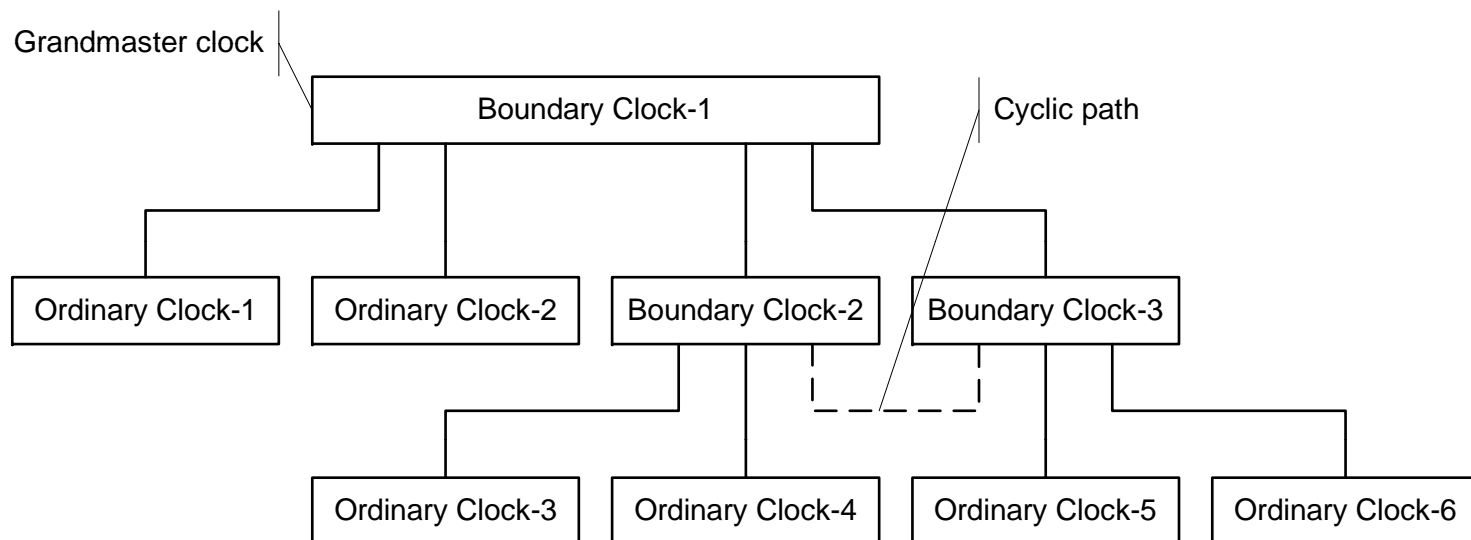 Grandmaster clock
Boundary Clock-1
Cyclic path
Ordinary Clock-1
Ordinary Clock-2
Boundary Clock-2
Boundary Clock-3
Ordinary Clock-3
Ordinary Clock-4
Ordinary Clock-5
Ordinary Clock-6